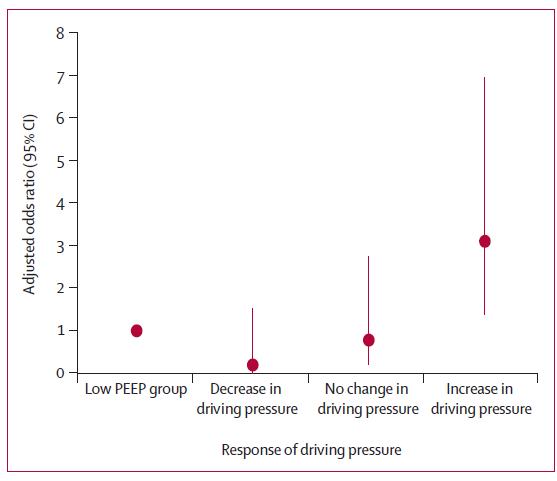 8
7
6
5
4
3
2
1
0
Adjusted odds ratio (95% CI)
Low PEEP group
Decrease in
driving pressure
No change in
driving pressure
Increase in
driving pressure
Response of driving pressure